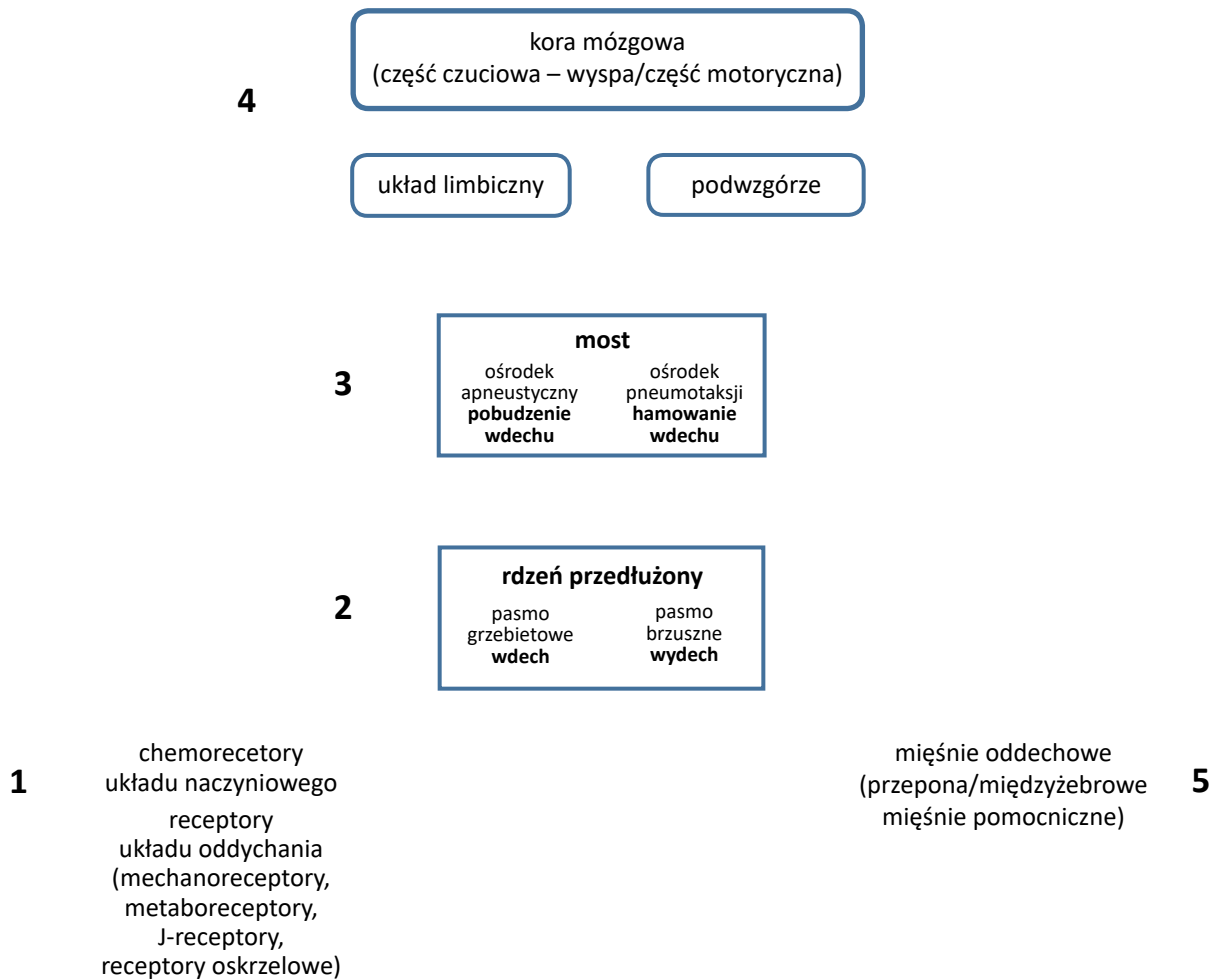 kora mózgowa
(część czuciowa – wyspa/część motoryczna)
4
układ limbiczny
podwzgórze
most
3
ośrodek
apneustyczny
pobudzenie
wdechu
ośrodek
pneumotaksji
hamowanie
wdechu
rdzeń przedłużony
2
pasmo
grzebietowe
wdech
pasmo
brzuszne
wydech
1
chemorecetory
układu naczyniowego
receptory
układu oddychania
(mechanoreceptory,
metaboreceptory,
J-receptory,
receptory oskrzelowe)
mięśnie oddechowe
(przepona/międzyżebrowe
mięśnie pomocniczne)
5